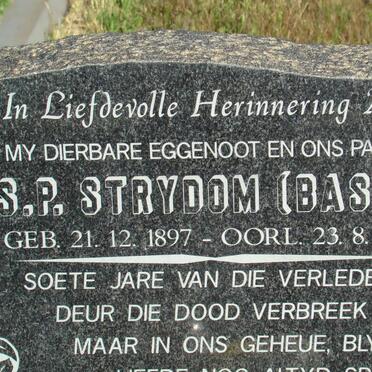 In Liefdevolle Herinnering
MY DIERBARE EGGENOOT EN ONS PA
S.P. STRYDOM (BAS
GEB. 21. 12. 1897 - OORL. 23. 8.
SOETE JARE VAN DIE VERLEDE
DEUR DIE DOOD VERBREEK
MAAR IN ONS GEHEUE, BLY